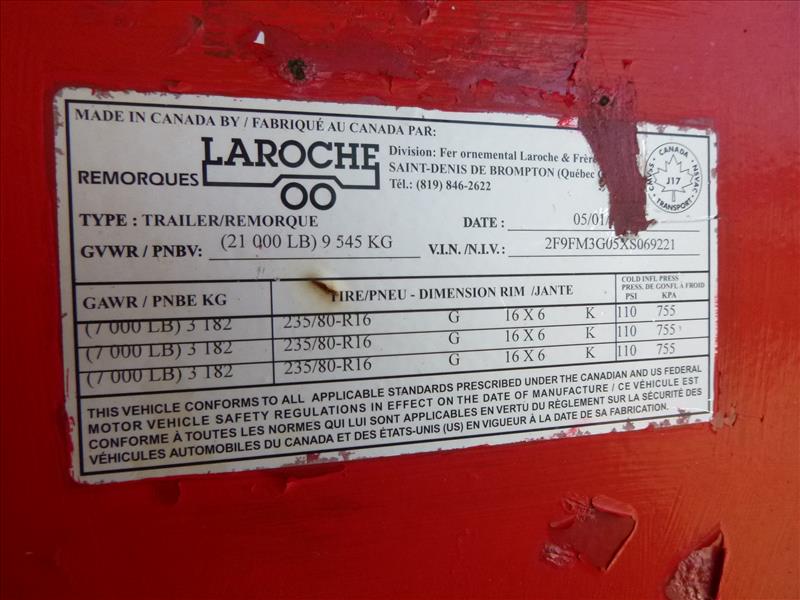 MADE IN CANADA BY / FABRIQUÉ AU CANADA PAR:
REMORQUES LAROCHE
Division: Fer ornemental Laroche & Frère
SAINT-DENIS DE BROMPTON (Québec
Tél.: (819) 846-2622
CANADA
CMVSS NSVAC
J17
TRANSPORT
TYPE : TRAILER/REMORQUE DATE : 05/01/
GVWR / PNBV: (21 000 LB) 9 545 KG V.I.N. /N.I.V.: 2F9FM3G05XS069221
GAWR / PNBE KG TIRE/PNEU - DIMENSION RIM /JANTE
COLD INFL PRESS
PRESS. DE GONFL À FROID
PSI KPA
(7 000 LB) 3 182 235/80-R16 G 16 X 6 K 110 755
(7 000 LB) 3 182 235/80-R16 G 16 X 6 K 110 755
(7 000 LB) 3 182 235/80-R16 G 16 X 6 K 110 755
THIS VEHICLE CONFORMS TO ALL APPLICABLE STANDARDS PRESCRIBED UNDER THE CANADIAN AND US FEDERAL
MOTOR VEHICLE SAFETY REGULATIONS IN EFFECT ON THE DATE OF MANUFACTURE / CE VÉHICULE EST
CONFORME À TOUTES LES NORMES QUI LUI SONT APPLICABLES EN VERTU DU RÈGLEMENT SUR LA SÉCURITÉ DES
VÉHICULES AUTOMOBILES DU CANADA ET DES ÉTATS-UNIS (US) EN VIGUEUR À LA DATE DE SA FABRICATION.